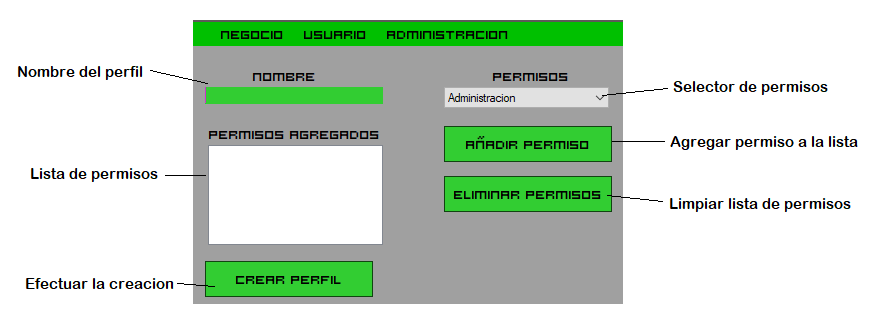 NEGOCIO USUARIO ADMINISTRACION
Nombre del perfil
NOMBRE
PERMISOS
Administracion
Selector de permisos
PERMISOS AGREGADOS
AÑADIR PERMISO
Agregar permiso a la lista
Lista de permisos
ELIMINAR PERMISOS
Limpiar lista de permisos
CREAR PERFIL
Efectuar la creacion